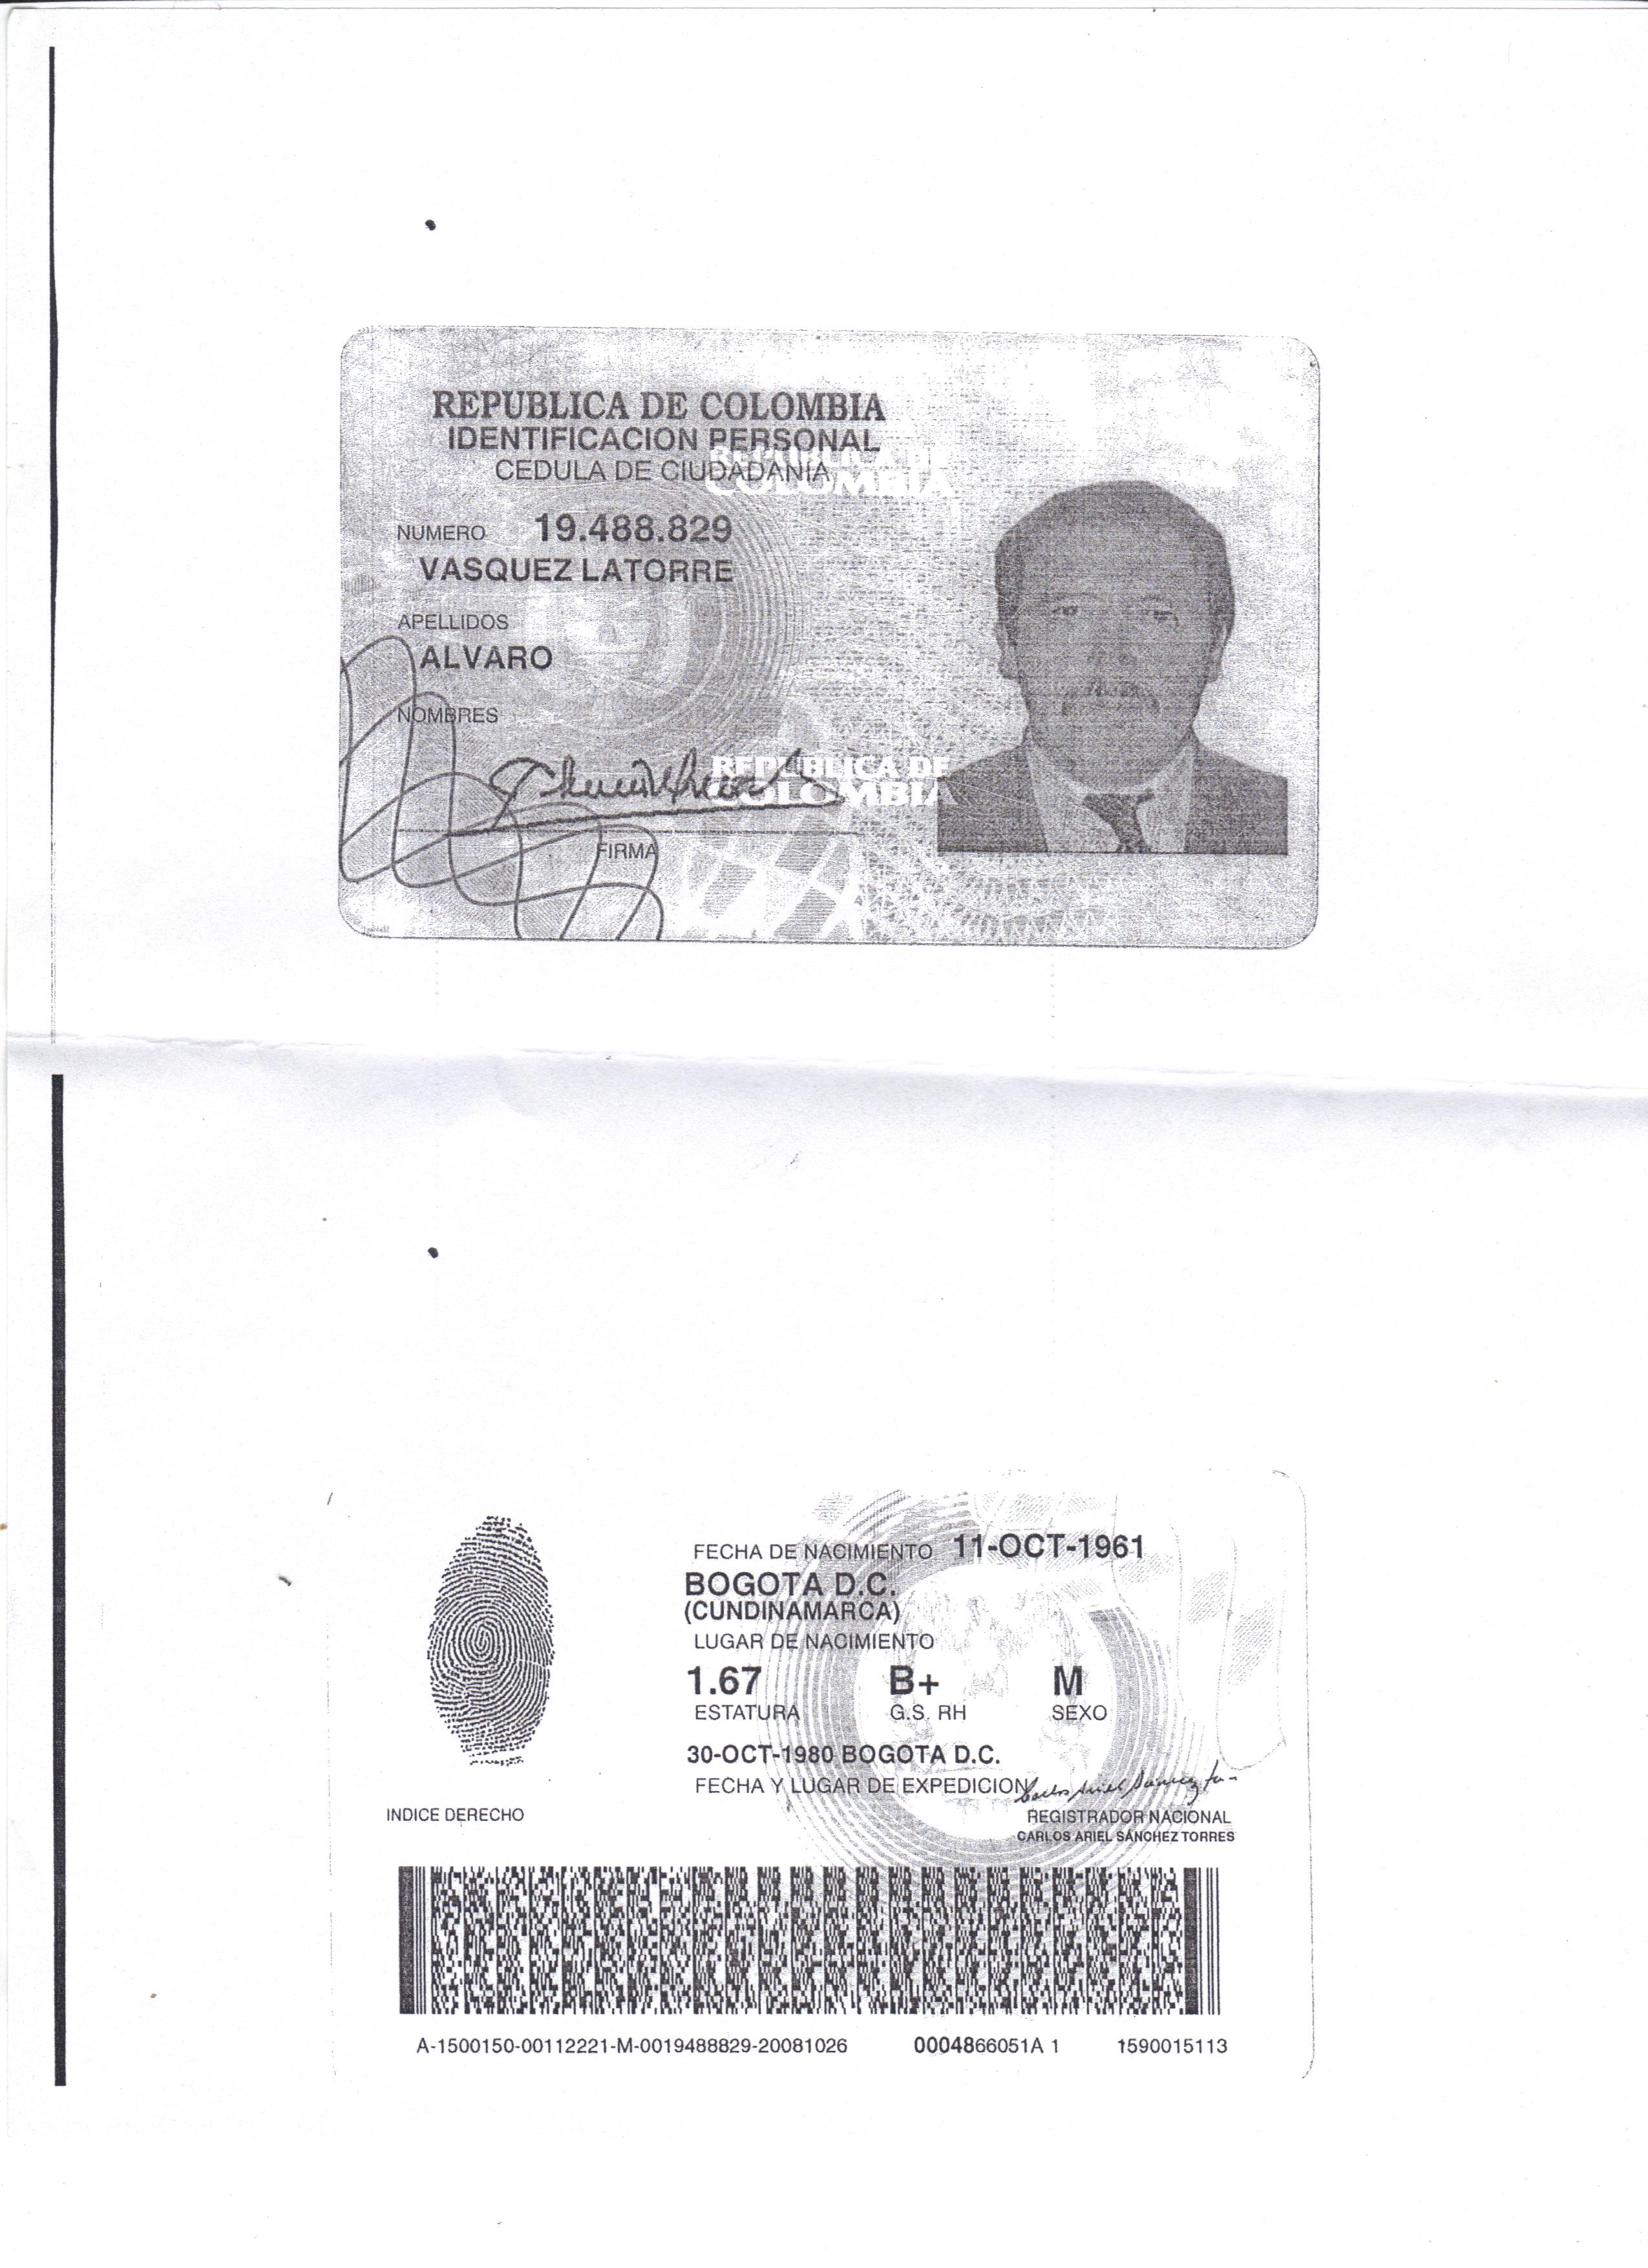 REPUBLICA DE COLOMBIA
IDENTIFICACION PERSONAL
CEDULA DE CIUDADANIA
REPUBLICA DE
COLOMBIA
NUMERO 19.488.829
VASQUEZ LATORRE
APELLIDOS
ALVARO
NOMBRES
REPUBLICA DE
COLOMBIA
FIRMA
FECHA DE NACIMIENTO 11-OCT-1961
BOGOTA D.C.
(CUNDINAMARCA)
LUGAR DE NACIMIENTO
1.67 B+ M
ESTATURA G.S. RH SEXO
30-OCT-1980 BOGOTA D.C.
FECHA Y LUGAR DE EXPEDICION
INDICE DERECHO
REGISTRADOR NACIONAL
CARLOS ARIEL SÁNCHEZ TORRES
A-1500150-00112221-M-0019488829-20081026 0004866051A 1 1590015113